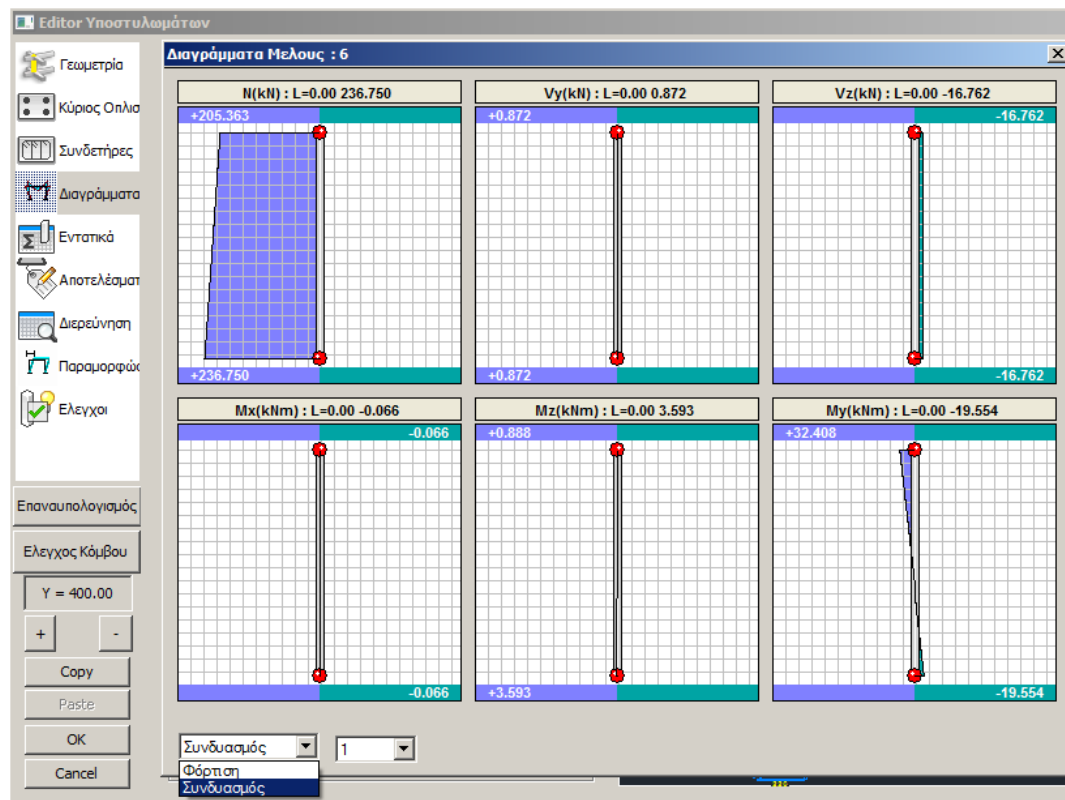 Editor Υποστυλωμάτων
Γεωμετρία
Κύριος Οπλισ
Συνδετήρες
Διαγράμματα
Εντατικά
Αποτελέσματ
Διερεύνηση
Παραμορφώσ
Ελεγχοι
Επαναυπολογισμός
Ελεγχος Κόμβου
Y = 400.00
+ -
Copy
Paste
OK
Cancel
Διαγράμματα Μελους : 6
N(kN) : L=0.00 236.750
+205.363
+236.750
Vy(kN) : L=0.00 0.872
+0.872
+0.872
Vz(kN) : L=0.00 -16.762
-16.762
-16.762
Mx(kNm) : L=0.00 -0.066
-0.066
-0.066
Mz(kNm) : L=0.00 3.593
+0.888
+3.593
My(kNm) : L=0.00 -19.554
+32.408
-19.554
Συνδυασμός 1
Φόρτιση
Συνδυασμός